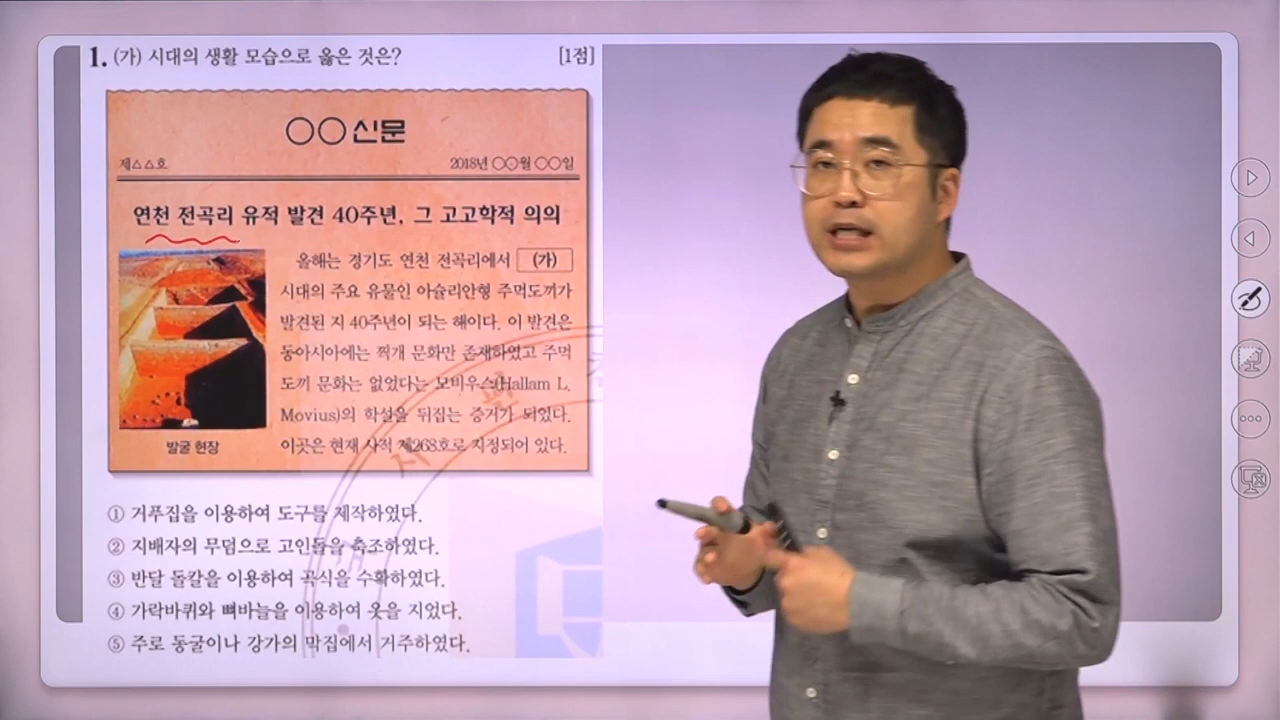 1. (가) 시대의 생활 모습으로 옳은 것은? [1점]
○○신문
제△△호 2018년 ○○월 ○○일
연천 전곡리 유적 발견 40주년, 그 고고학적 의의
올해는 경기도 연천 전곡리에서 (가)
시대의 주요 유물인 아슐리안형 주먹도끼가
발견된 지 40주년이 되는 해이다. 이 발견은
동아시아에는 찍개 문화만 존재하였고 주먹
도끼 문화는 없었다는 모비우스(Hallam L.
Movius)의 학설을 뒤집는 증거가 되었다.
이곳은 현재 사적 제268호로 지정되어 있다.
발굴 현장
① 거푸집을 이용하여 도구를 제작하였다.
② 지배자의 무덤으로 고인돌을 축조하였다.
③ 반달 돌칼을 이용하여 곡식을 수확하였다.
④ 가락바퀴와 뼈바늘을 이용하여 옷을 지었다.
⑤ 주로 동굴이나 강가의 막집에서 거주하였다.